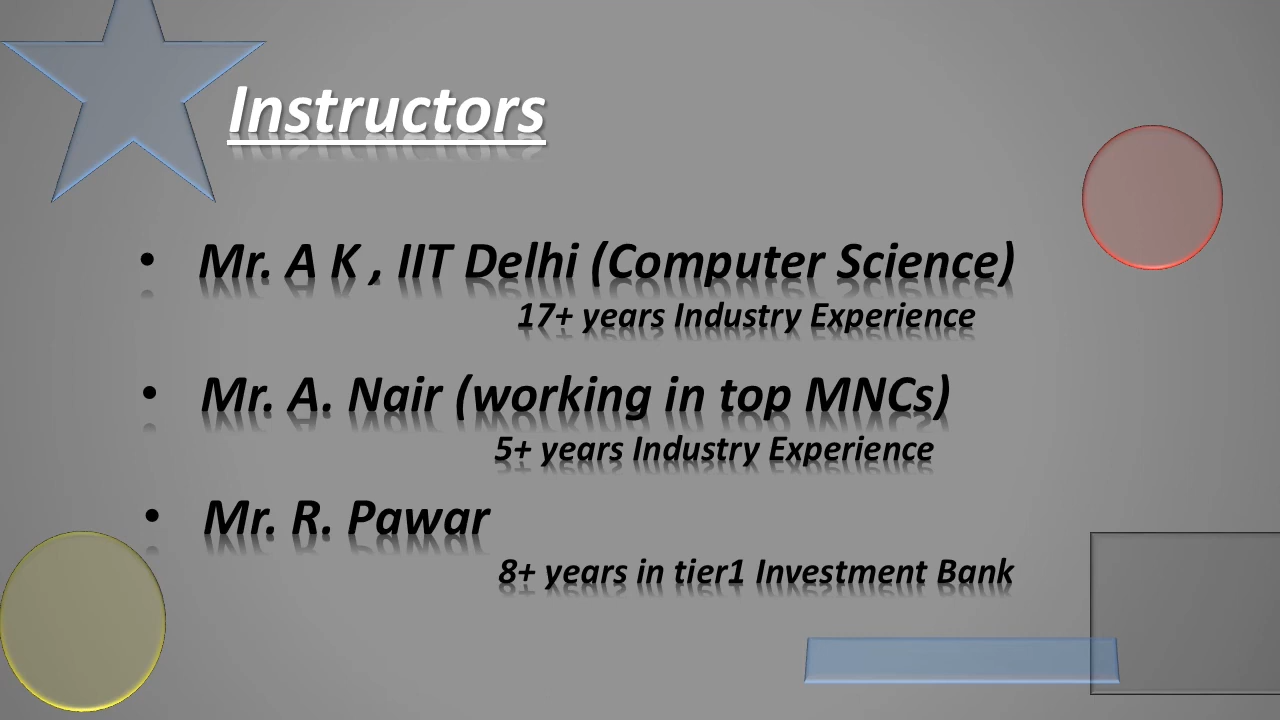 Instructors
• Mr. A K , IIT Delhi (Computer Science)
17+ years Industry Experience
• Mr. A. Nair (working in top MNCs)
5+ years Industry Experience
• Mr. R. Pawar
8+ years in tier1 Investment Bank